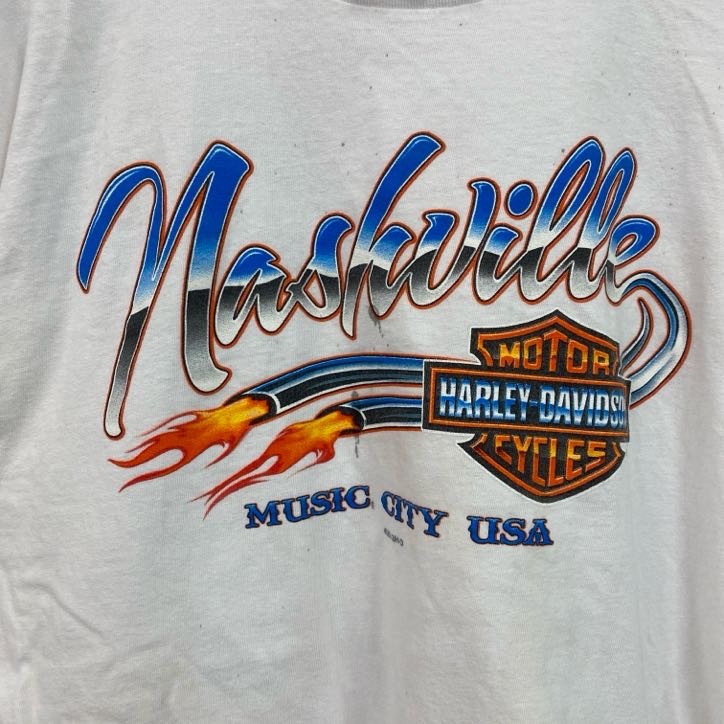 Nashville
MOTOR
HARLEY-DAVIDSON
CYCLES
MUSIC CITY USA